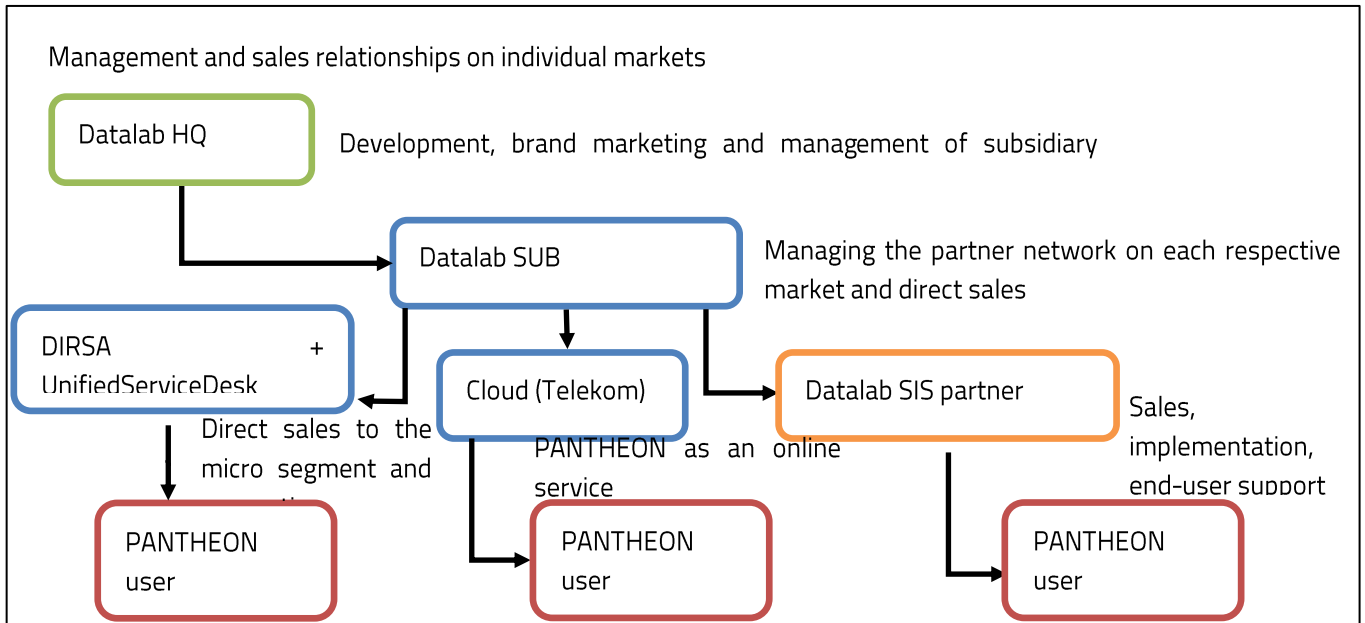 Management and sales relationships on individual markets
Datalab HQ
Development, brand marketing and management of subsidiary
Datalab SUB
Managing the partner network on each respective
market and direct sales
DIRSA +
UnifiedServiceDesk
Cloud (Telekom)
Datalab SIS partner
Direct sales to the
micro segment and
PANTHEON as an online
service
Sales,
implementation,
end-user support
PANTHEON
user
PANTHEON
user
PANTHEON
user